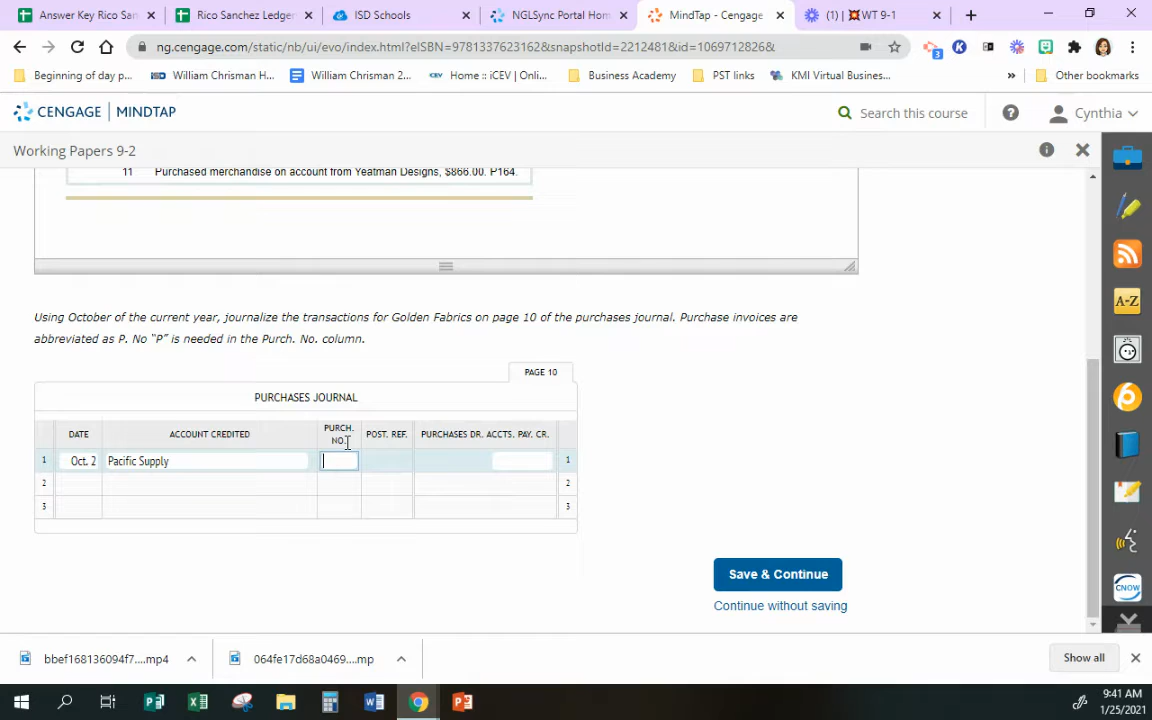 Answer Key Rico San
Rico Sanchez Ledger
ISD Schools
NGLSync Portal Hom
MindTap - Cengage
(1) | 💥WT 9-1
ng.cengage.com/static/nb/ui/evo/index.html?eISBN=9781337623162&snapshotId=2212481&id=1069712826&
3
Beginning of day p...
William Chrisman H...
William Chrisman 2...
Home :: iCEV | Onli...
Business Academy
PST links
KMI Virtual Busine...
»
Other bookmarks
CENGAGE | MINDTAP
Search this course
Cynthia
Working Papers 9-2
11 Purchased merchandise on account from Yeatman Designs, $866.00. P164.
A-Z
Using October of the current year, journalize the transactions for Golden Fabrics on page 10 of the purchases journal. Purchase invoices are
abbreviated as P. No "P" is needed in the Purch. No. column.
PAGE 10
PURCHASES JOURNAL
DATE ACCOUNT CREDITED PURCH. NO. POST. REF. PURCHASES DR. ACCTS. PAY. CR.
1 Oct. 2 Pacific Supply 1
2 2
3 3
CNOW
Save & Continue
Continue without saving
bbef168136094f7....mp4
064fe17d68a0469....mp
Show all
9:41 AM
1/25/2021